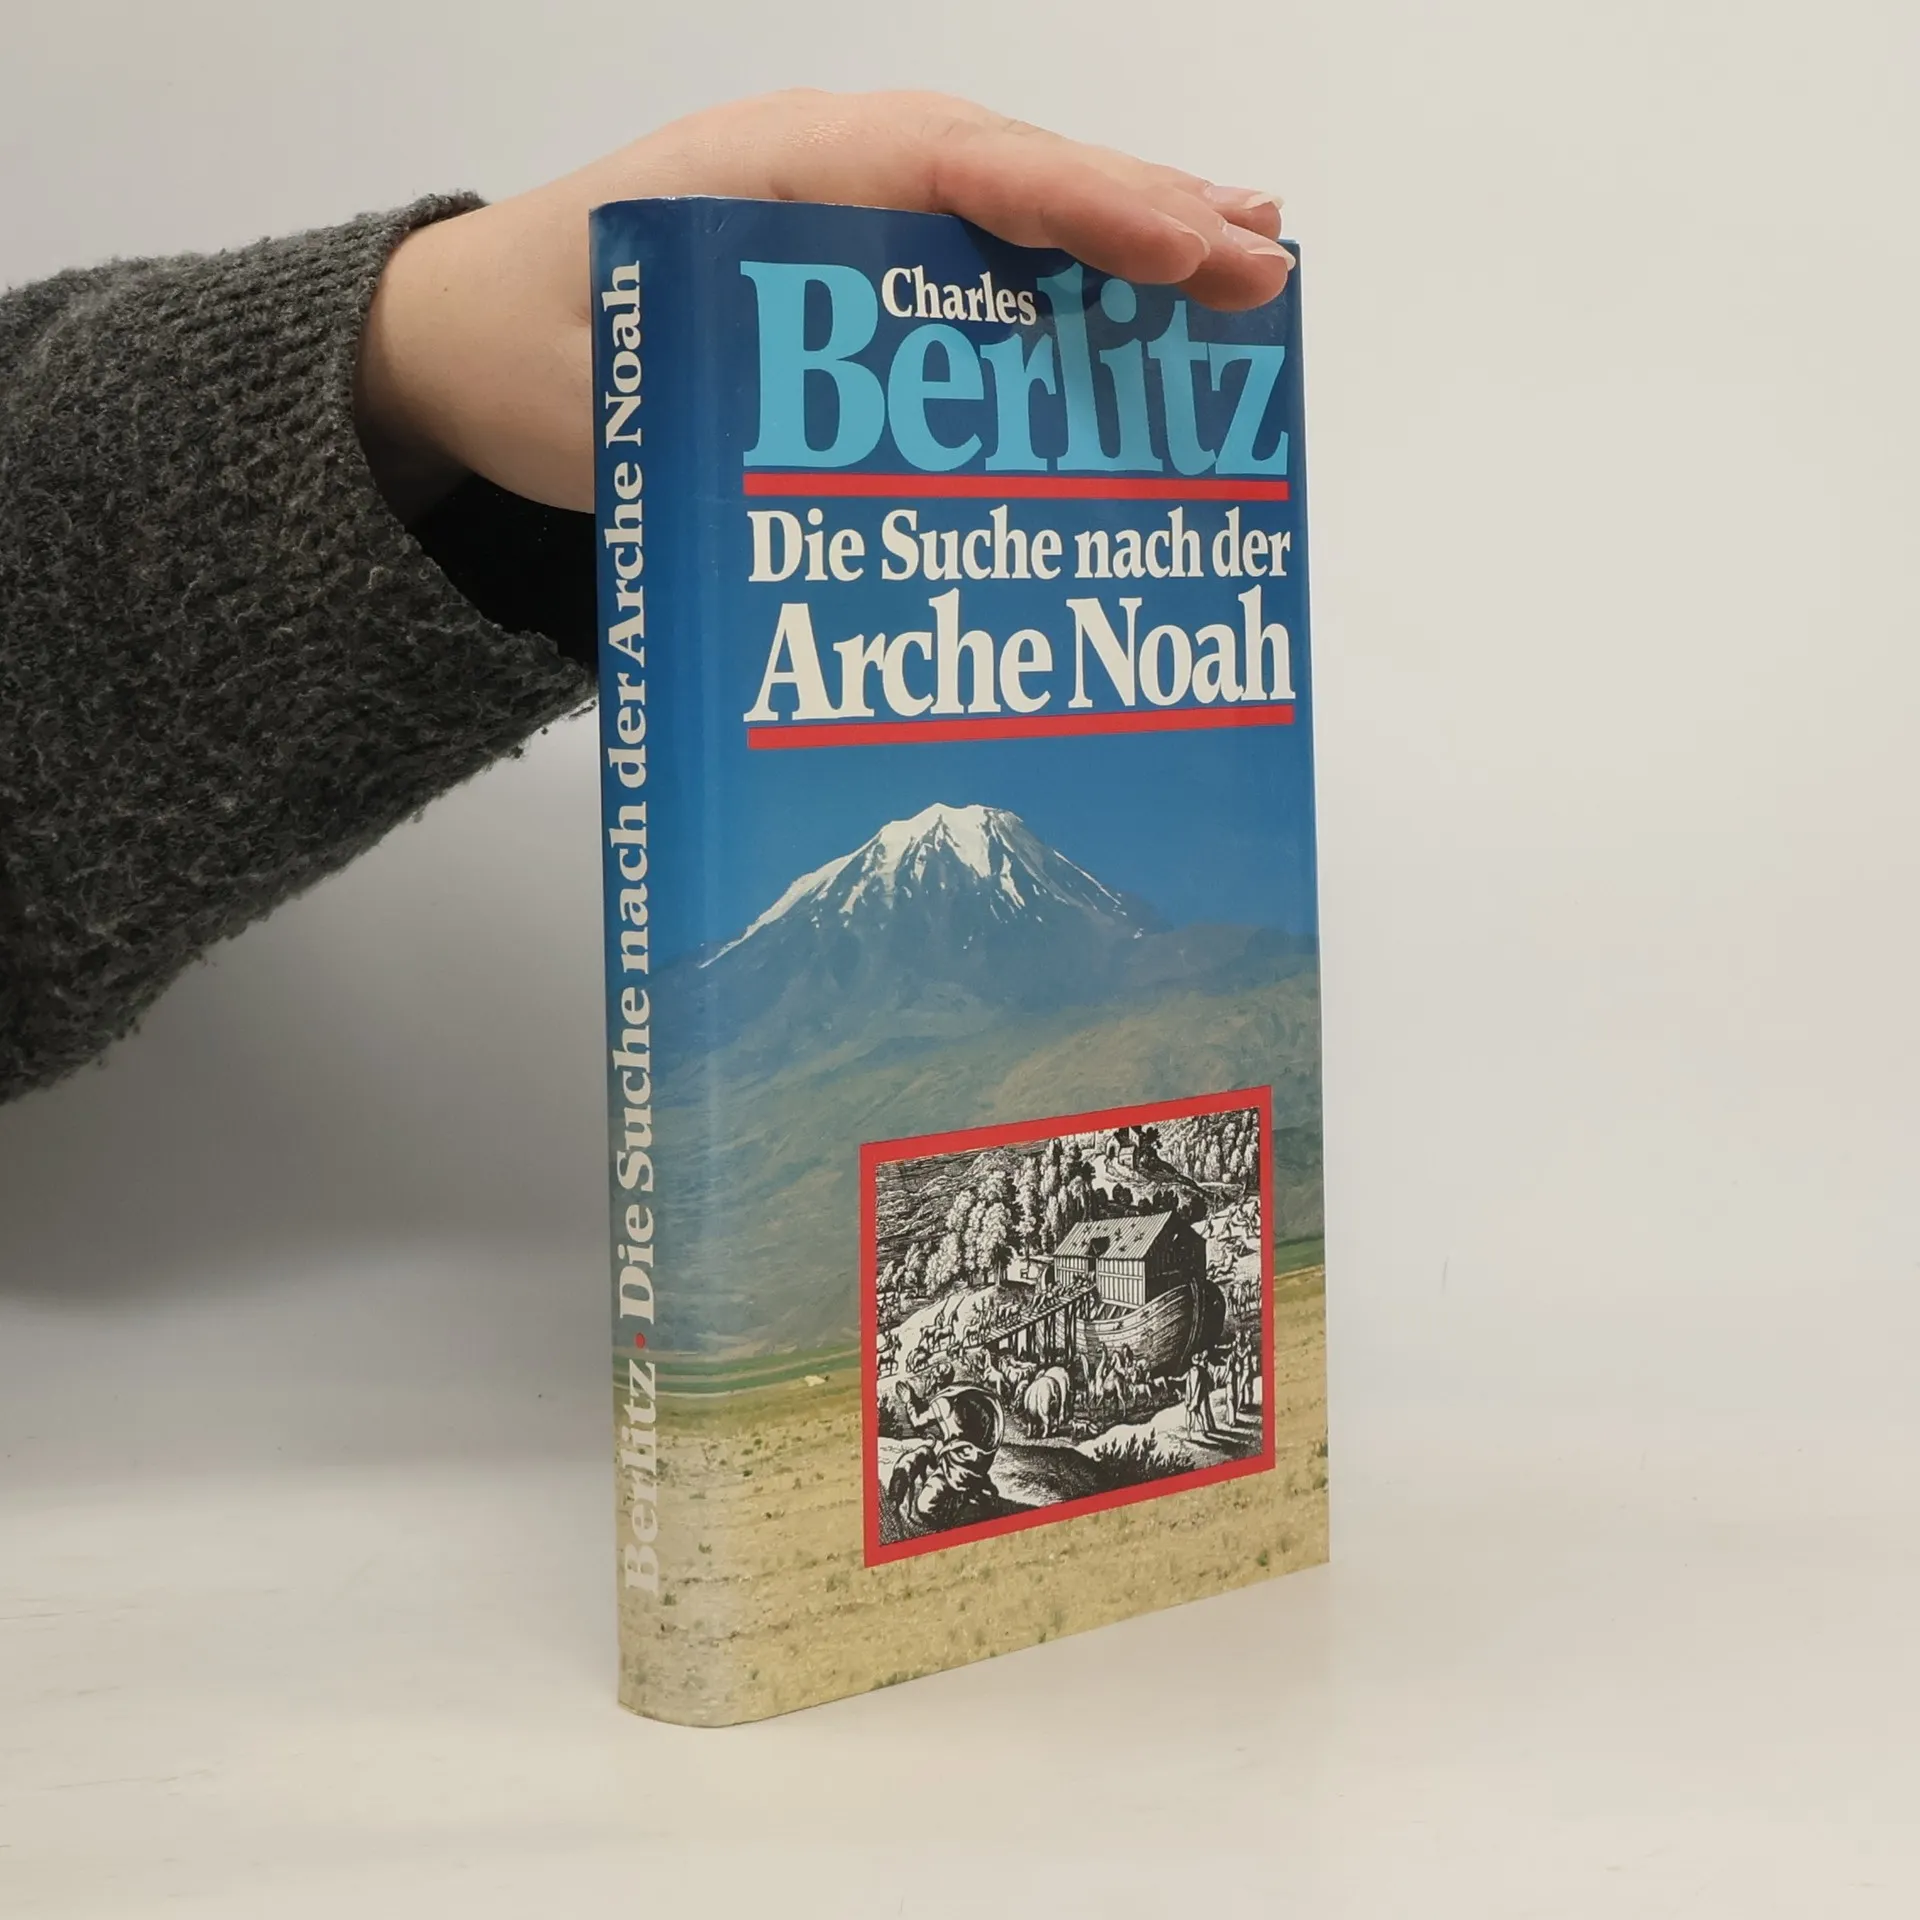 Charles
Berlitz
Die Suche nach der
Arche Noah
Berlitz • Die Suche nach der Arche Noah